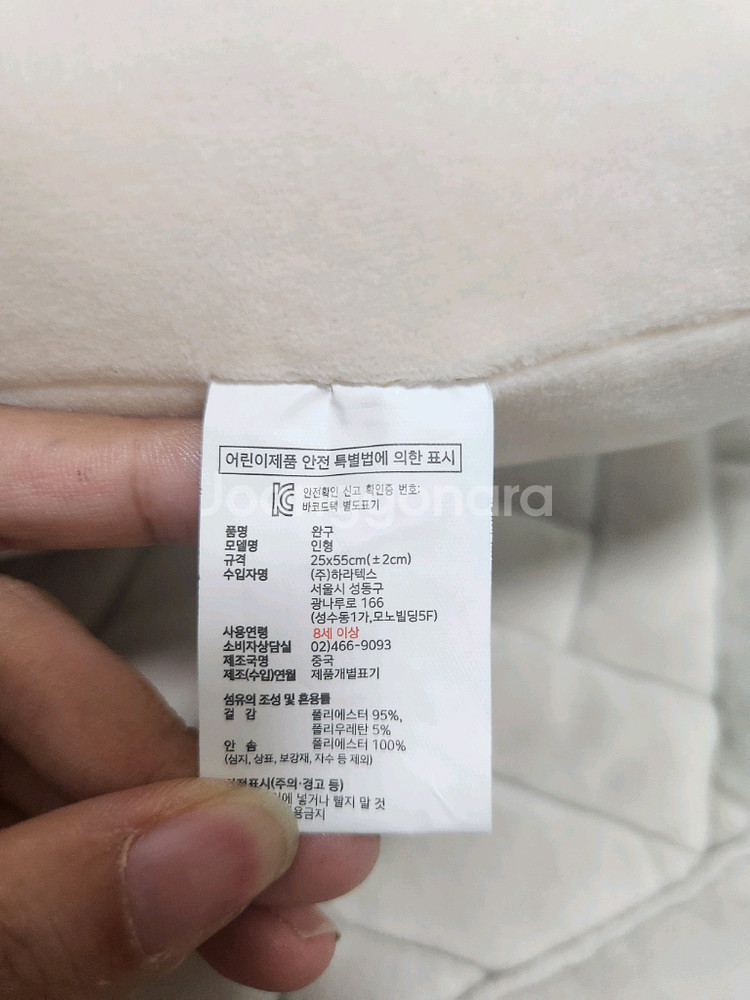 어린이제품 안전 특별법에 의한 표시
안전확인 신고 확인증 번호:
바코드택 별도표기
Joonggonara
품명 완구
모델명 인형
규격 25x55cm(±2cm)
수입자명 (주)하라텍스
서울시 성동구
광나루로 166
(성수동1가,모노빌딩5F)
사용연령 8세 이상
소비자상담실 02)466-9093
제조국명 중국
제조(수입)연월 제품개별표기
섬유의 조성 및 혼용률
겉 감 폴리에스터 95%,
폴리우레탄 5%
안 솜 폴리에스터 100%
(심지, 상표, 보강재, 자수 등 제외)
(주의·경고 등)
넣거나 빨지 말 것